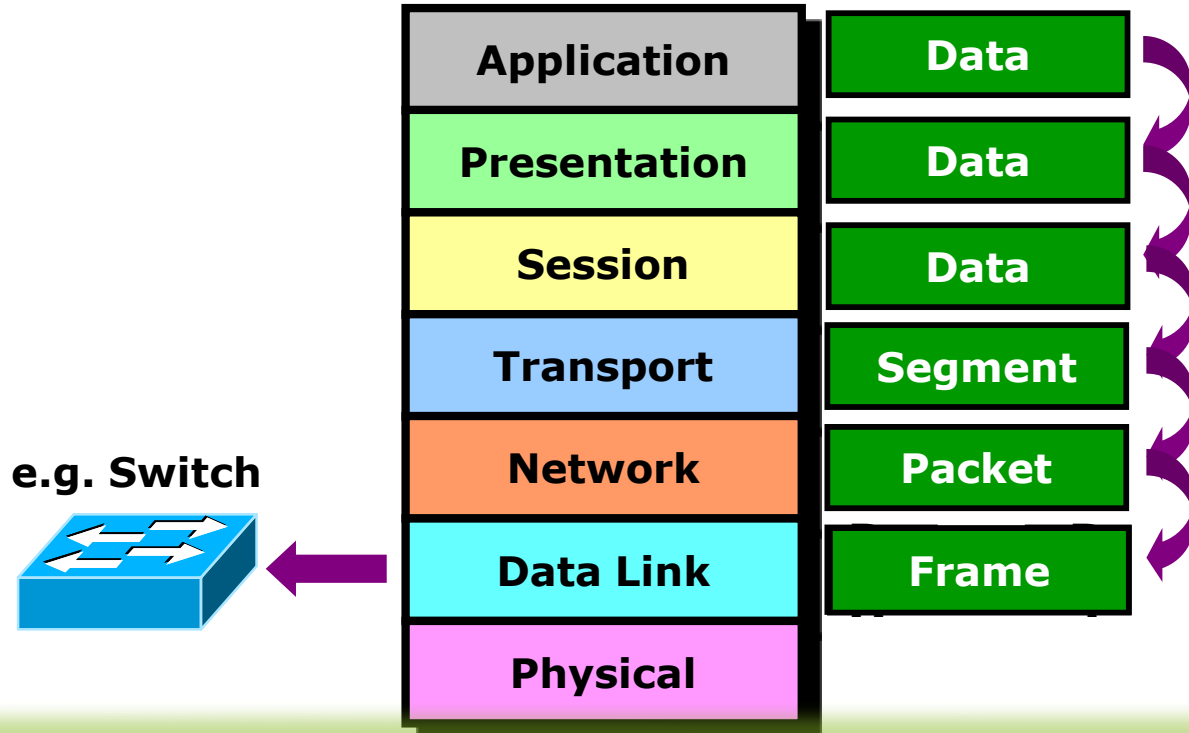 Application Data
Presentation Data
Session Data
Transport Segment
e.g. Switch
Network Packet
Data Link Frame
Physical